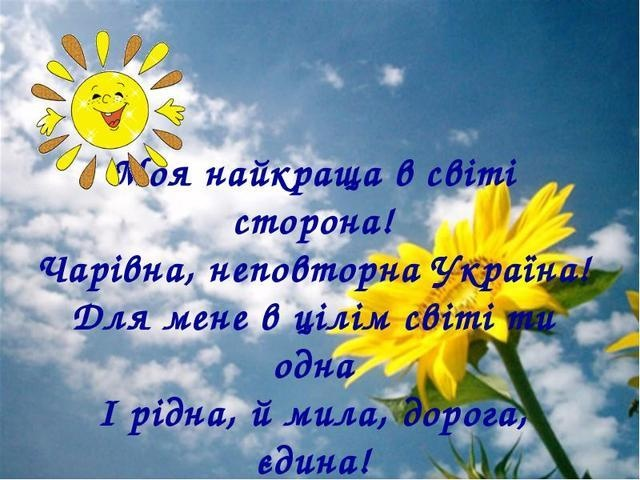 Моя найкраща в світі
сторона!
Чарівна, неповторна Україна!
Для мене в цілім світі ти
одна
І рідна, й мила, дорога,
єдина!